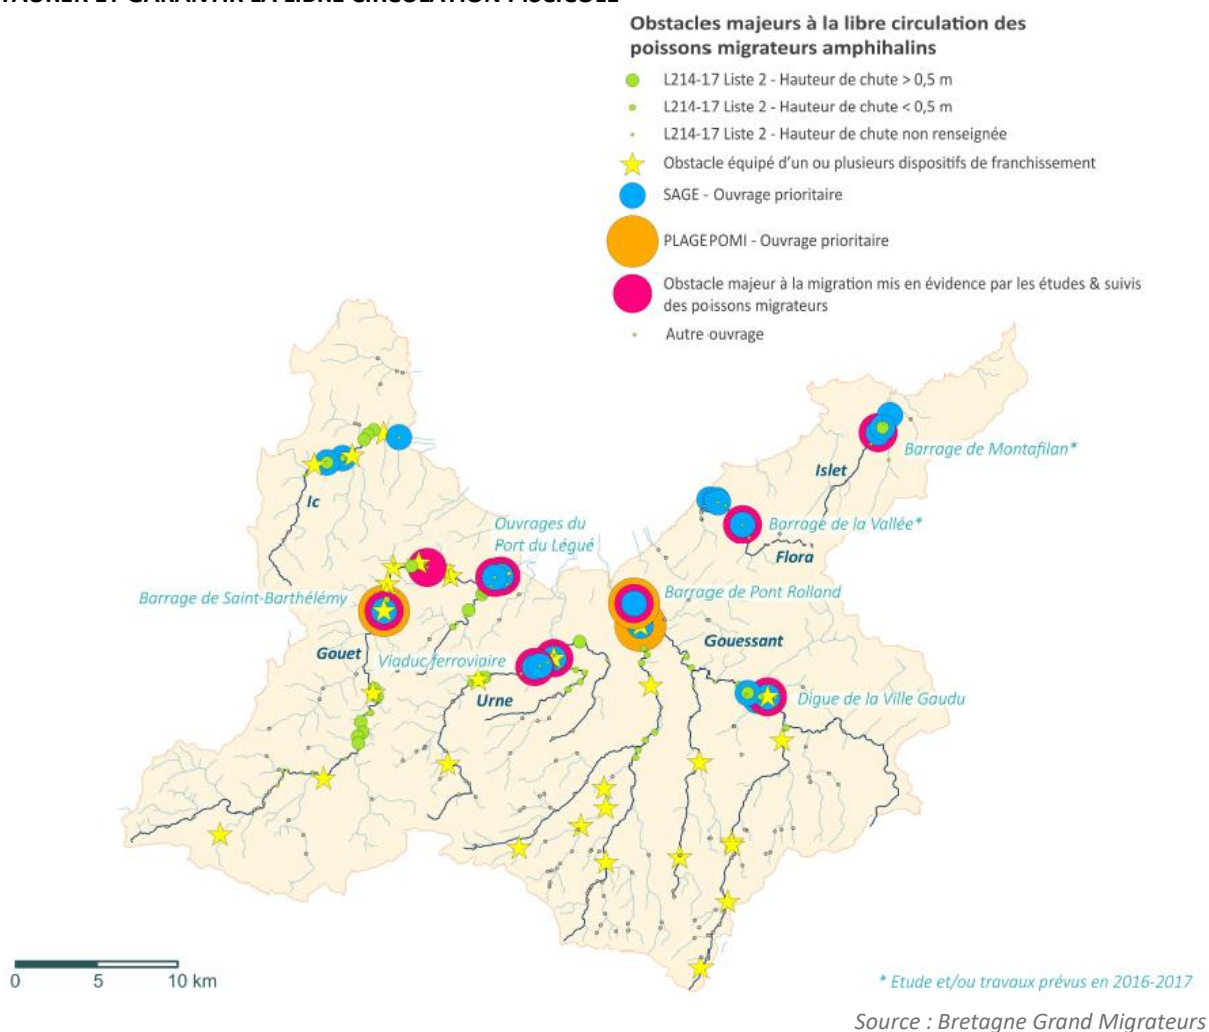 Obstacles majeurs à la libre circulation des
poissons migrateurs amphihalins
L214-17 Liste 2 - Hauteur de chute > 0,5 m
L214-17 Liste 2 - Hauteur de chute < 0,5 m
L214-17 Liste 2 - Hauteur de chute non renseignée
Obstacle équipé d'un ou plusieurs dispositifs de franchissement
SAGE - Ouvrage prioritaire
PLAGEPOMI - Ouvrage prioritaire
Obstacle majeur à la migration mis en évidence par les études & suivis
des poissons migrateurs
Autre ouvrage
Barrage de Montafilan*
Islet
Ic
Ouvrages du
Port du Légué
Barrage de la Vallée*
Flora
Barrage de Saint-Barthélémy
Barrage de Pont Rolland
Gouessant
Gouet
Viaduc ferroviaire
Urne
Digue de la Ville Gaudu
0 5 10 km
* Etude et/ou travaux prévus en 2016-2017
Source : Bretagne Grand Migrateurs